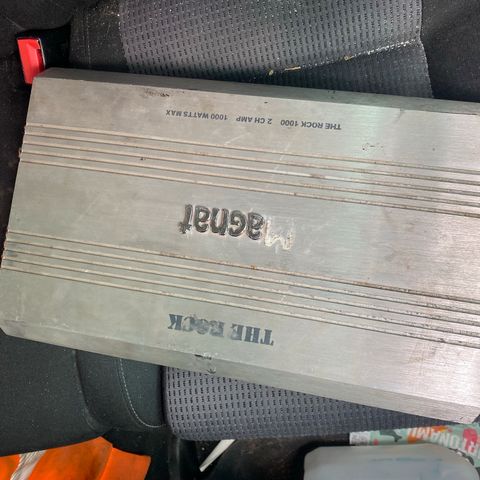 THE ROCK
Magnat
THE ROCK 1000 2 CH AMP 1000 WATTS MAX